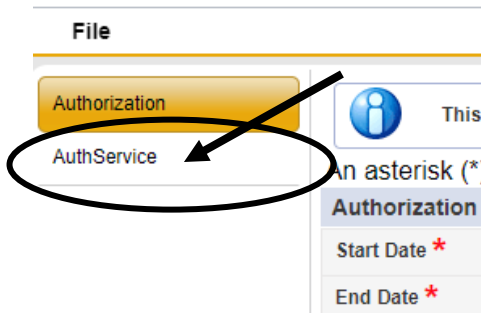 File
Authorization
AuthService
This
An asterisk (*)
Authorization
Start Date *
End Date *